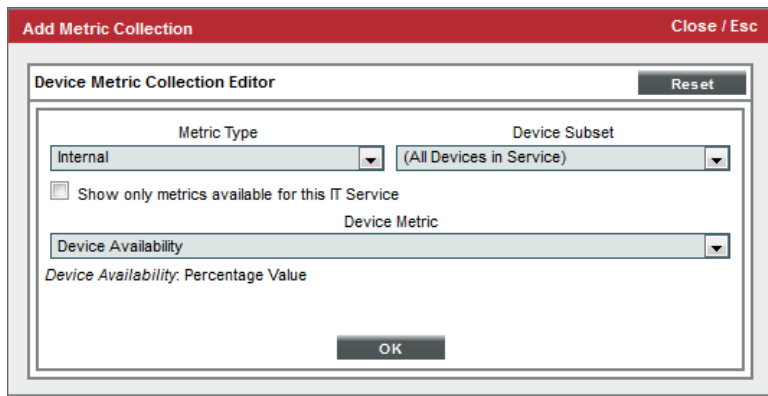 Add Metric Collection Close / Esc
Device Metric Collection Editor Reset
Metric Type Device Subset
Internal (All Devices in Service)
Show only metrics available for this IT Service
Device Metric
Device Availability
Device Availability: Percentage Value
OK